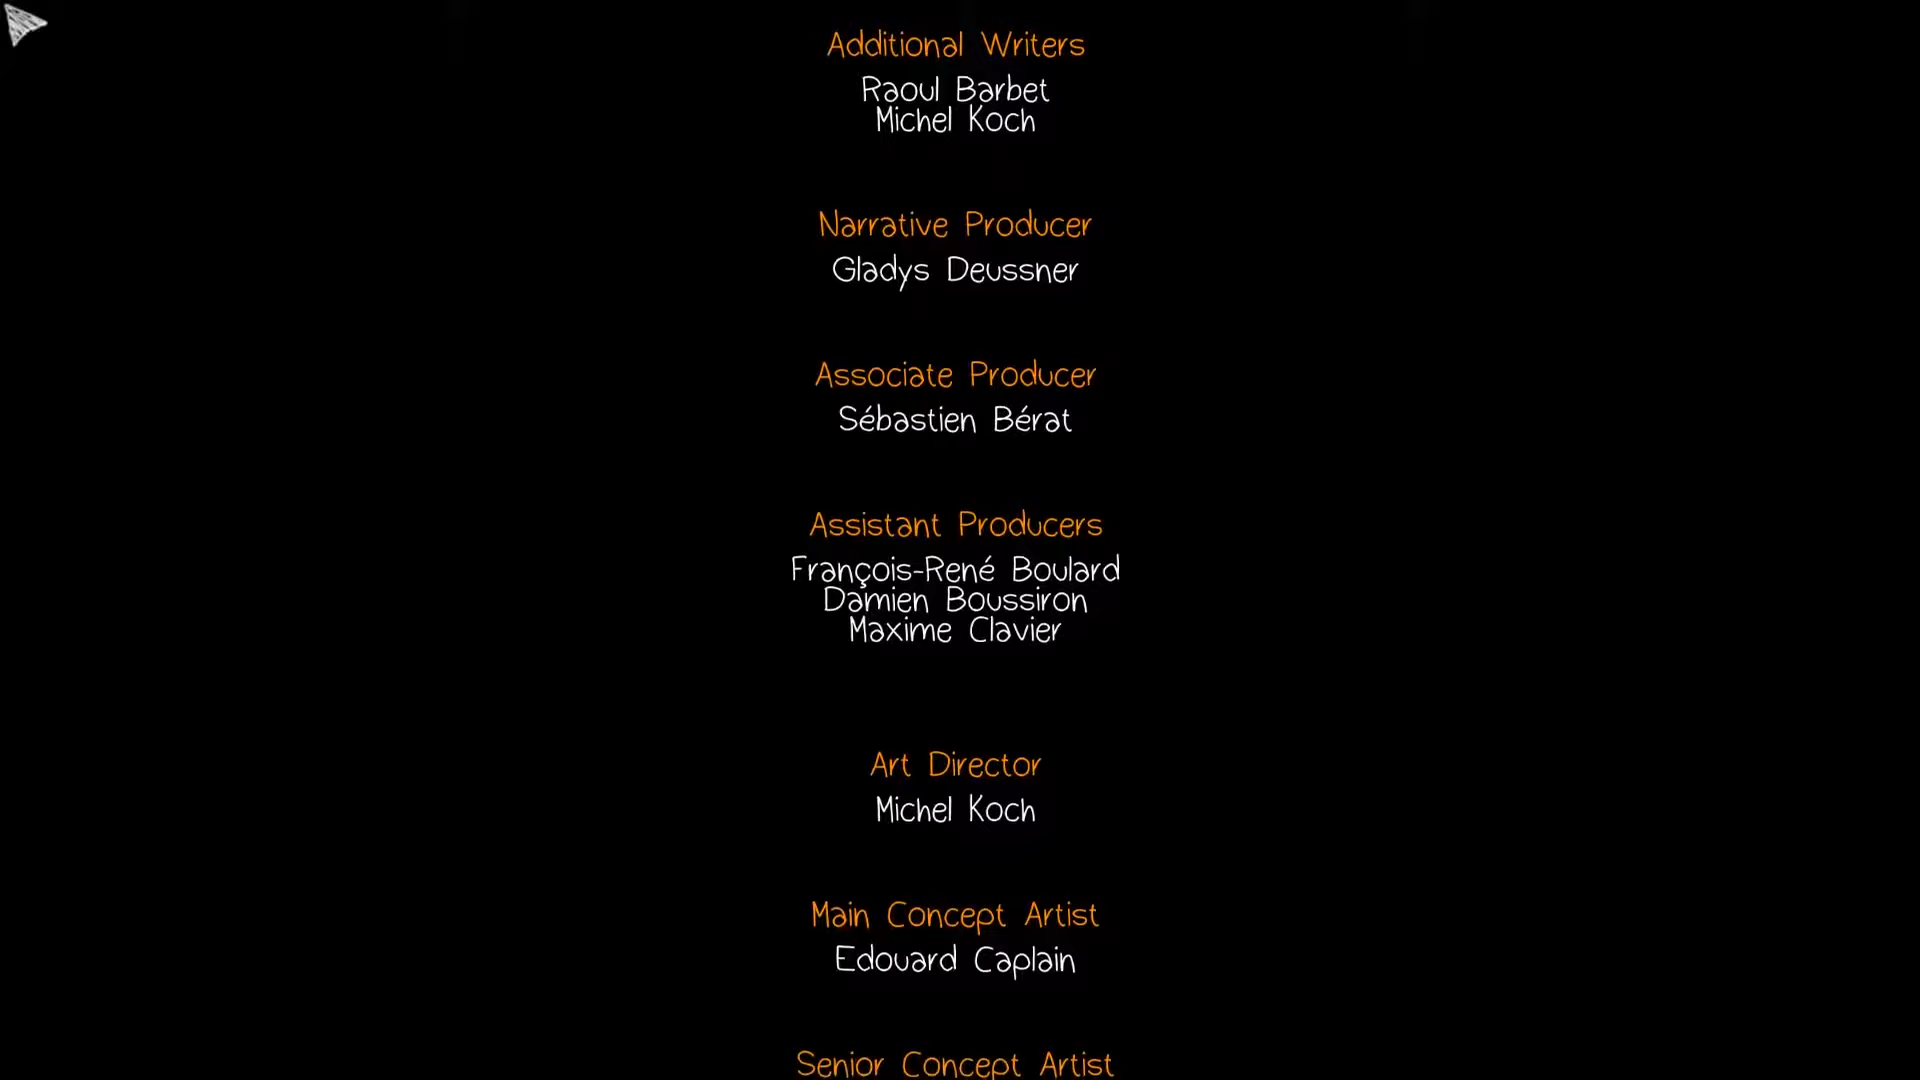 Additional Writers
Raoul Barbet
Michel Koch
Narrative Producer
Gladys Deussner
Associate Producer
Sébastien Bérat
Assistant Producers
François-René Boulard
Damien Boussiron
Maxime Clavier
Art Director
Michel Koch
Main Concept Artist
Edouard Caplain
Senior Concept Artist